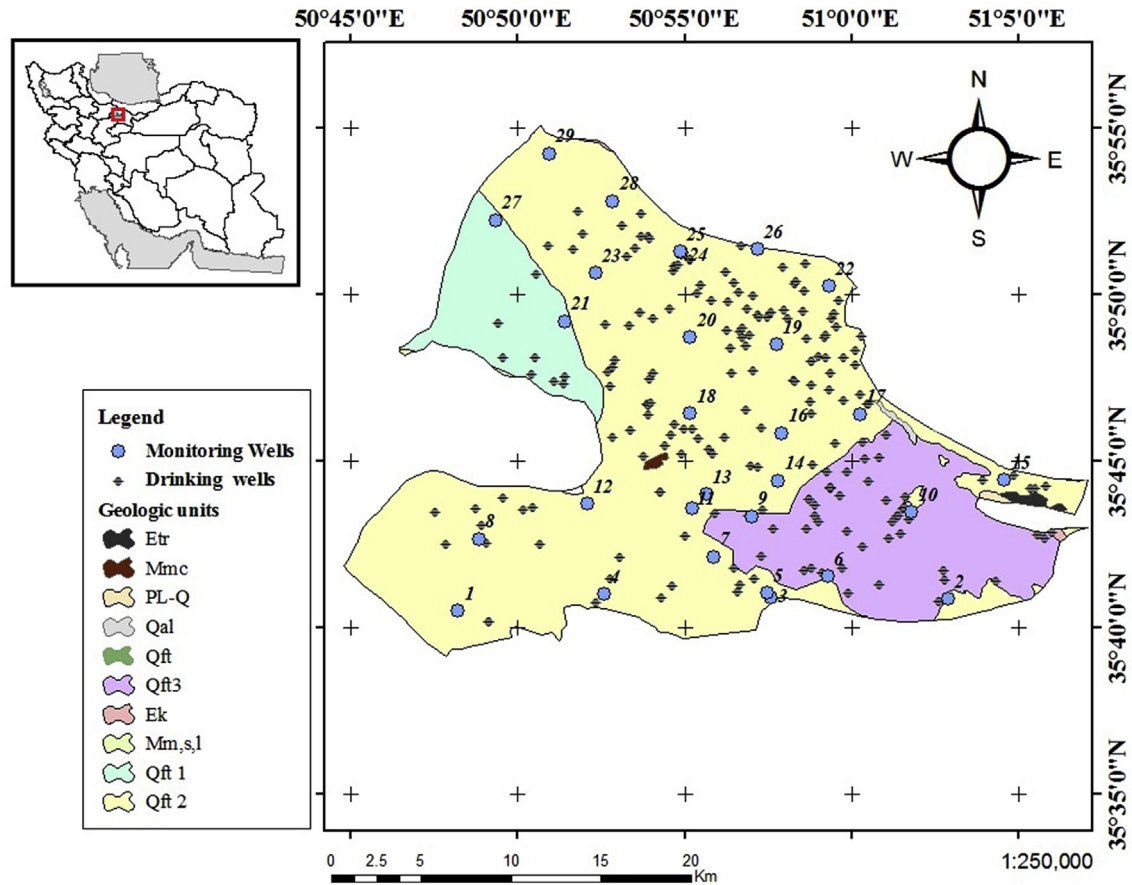 50°45'0"E 50°50'0"E 50°55'0"E 51°0'0"E 51°5'0"E
N
W E
S
35°55'0"N
35°50'0"N
35°45'0"N
35°40'0"N
35°35'0"N
29
28
27
25
26
24
23
22
21
20
19
18
17
16
15
14
13
12
11
10
9
8
7
6
5
4
3
2
1
Legend
Monitoring Wells
Drinking wells
Geologic units
Etr
Mmc
PL-Q
Qal
Qft
Qft3
Ek
Mm,s,l
Qft 1
Qft 2
0 2.5 5 10 15 20
Km
1:250,000